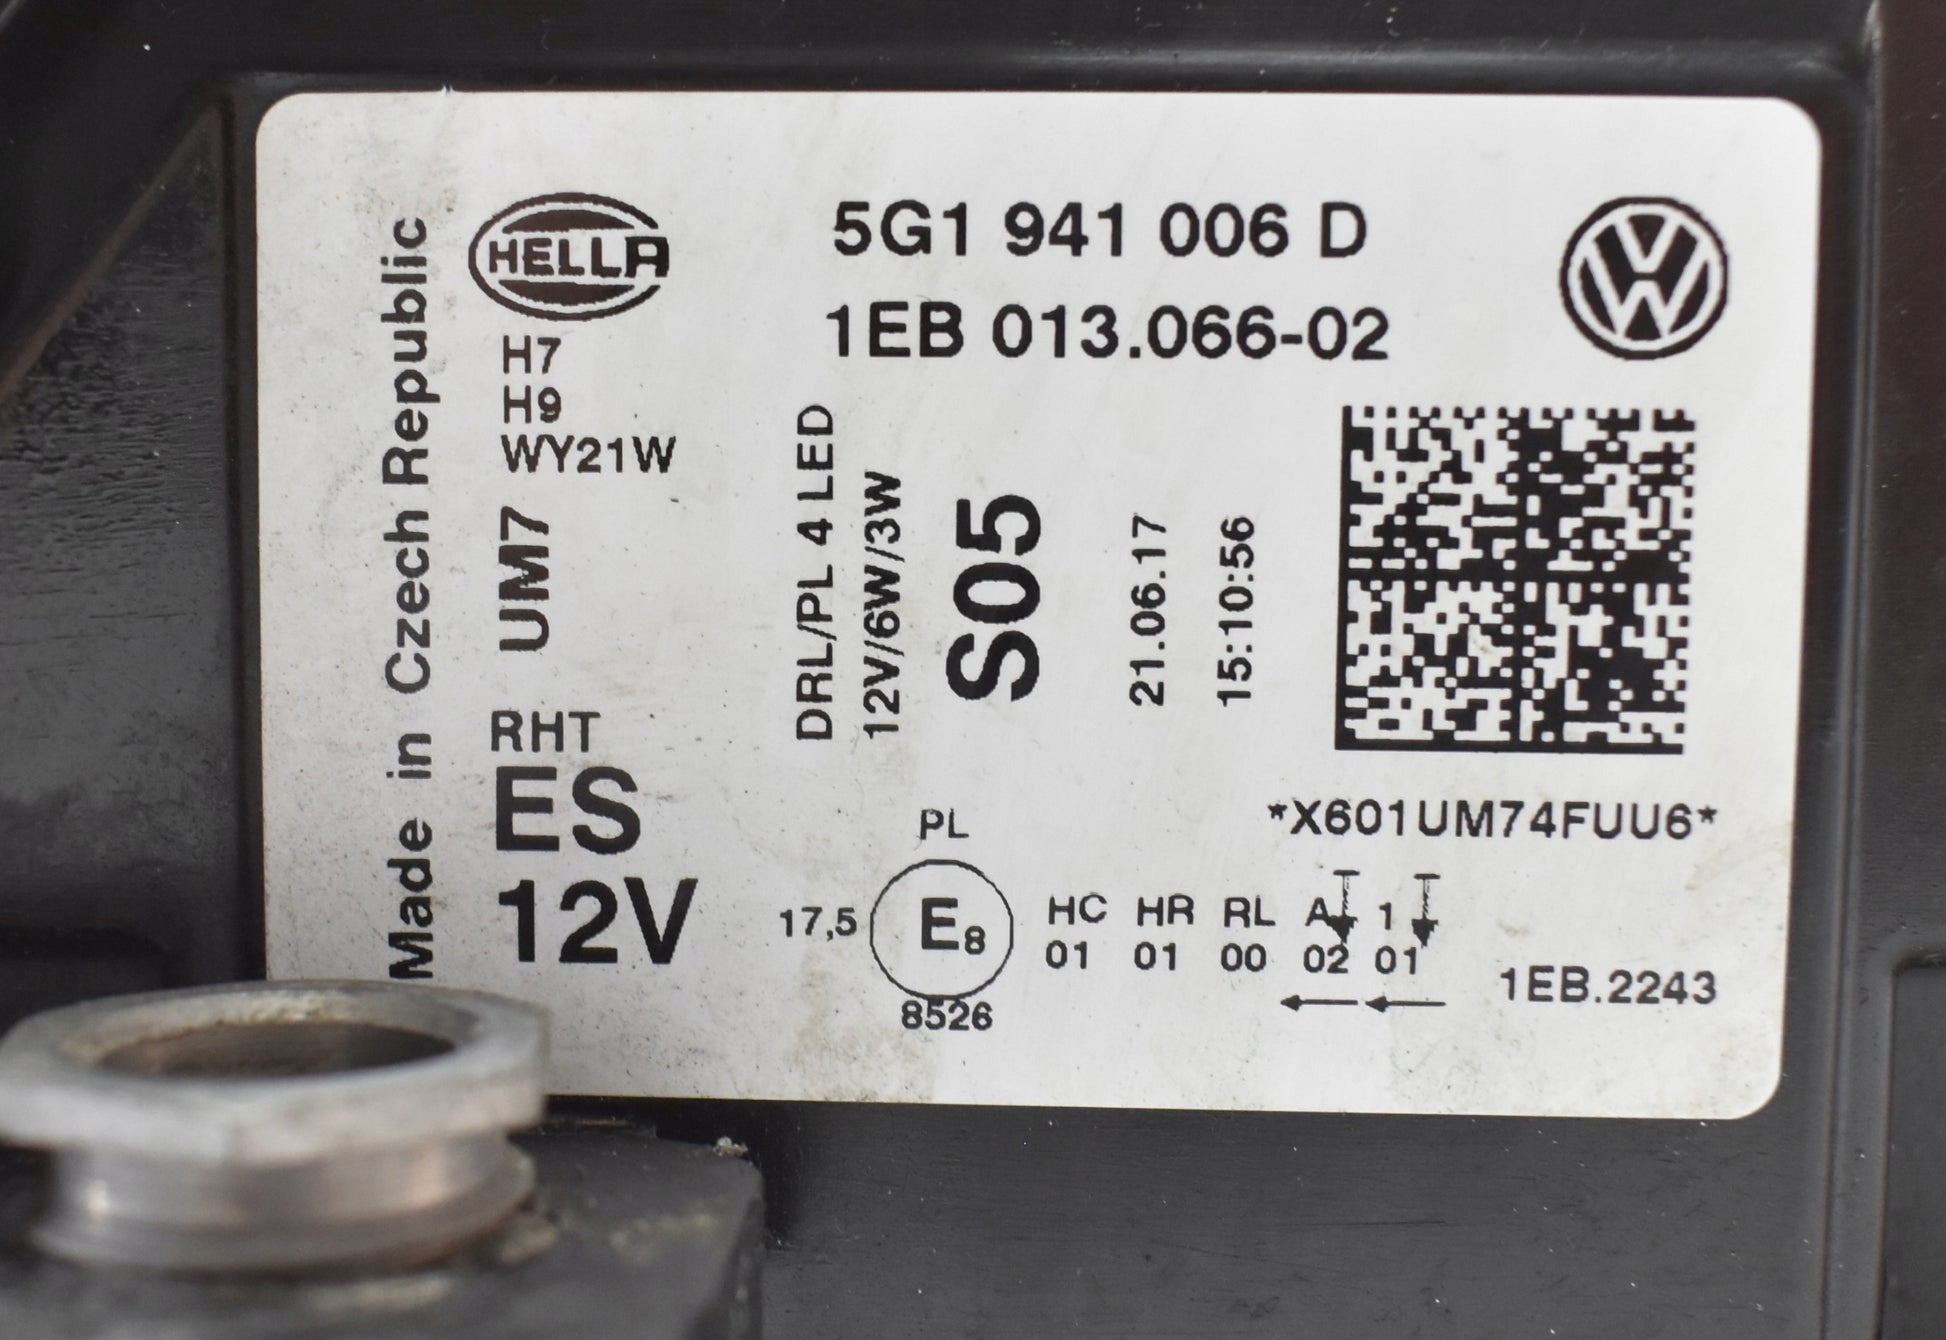 Made in Czech Republic
HELLA
5G1 941 006 D
1EB 013.066-02
H7
H9
WY21W
UM7
RHT
ES
12V
DRL/PL 4 LED
12V/6W/3W
S05
21.06.17
15:10:56
*X601UM74FUU6*
PL
17,5
E8
8526
HC HR RL A 1
01 01 00 02 01
1EB.2243